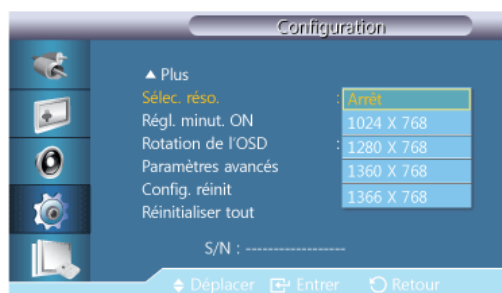 Configuration
▲ Plus
Sélec. réso. : Arrêt
1024 X 768
Régl. minut. ON
Rotation de l'OSD : 1280 X 768
Paramètres avancés
1360 X 768
Config. réinit
1366 X 768
Réinitialiser tout
S/N : ------------------
Déplacer Entrer Retour